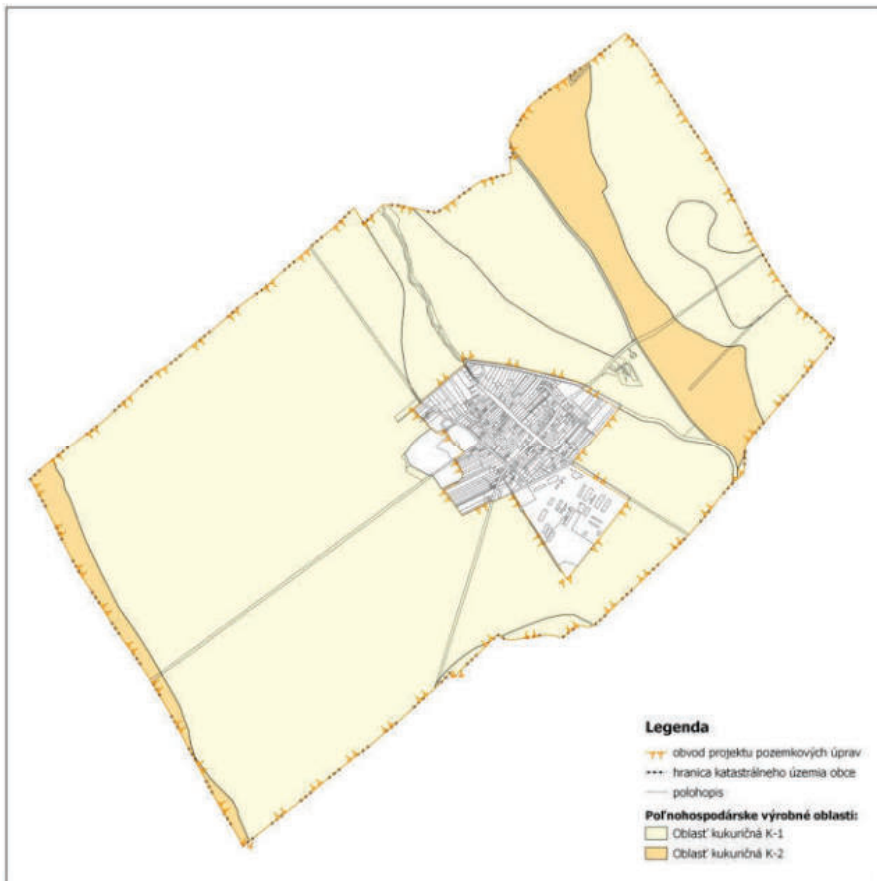 Legenda
obvod projektu pozemkových úprav
hranica katastrálneho územia obce
polohopis
Poľnohospodárske výrobné oblasti:
Oblasť kukuričná K-1
Oblasť kukuričná K-2